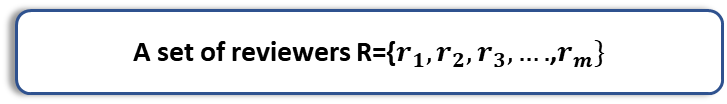 A set of reviewers R={r₁, r₂, r₃, ... ., rₘ}